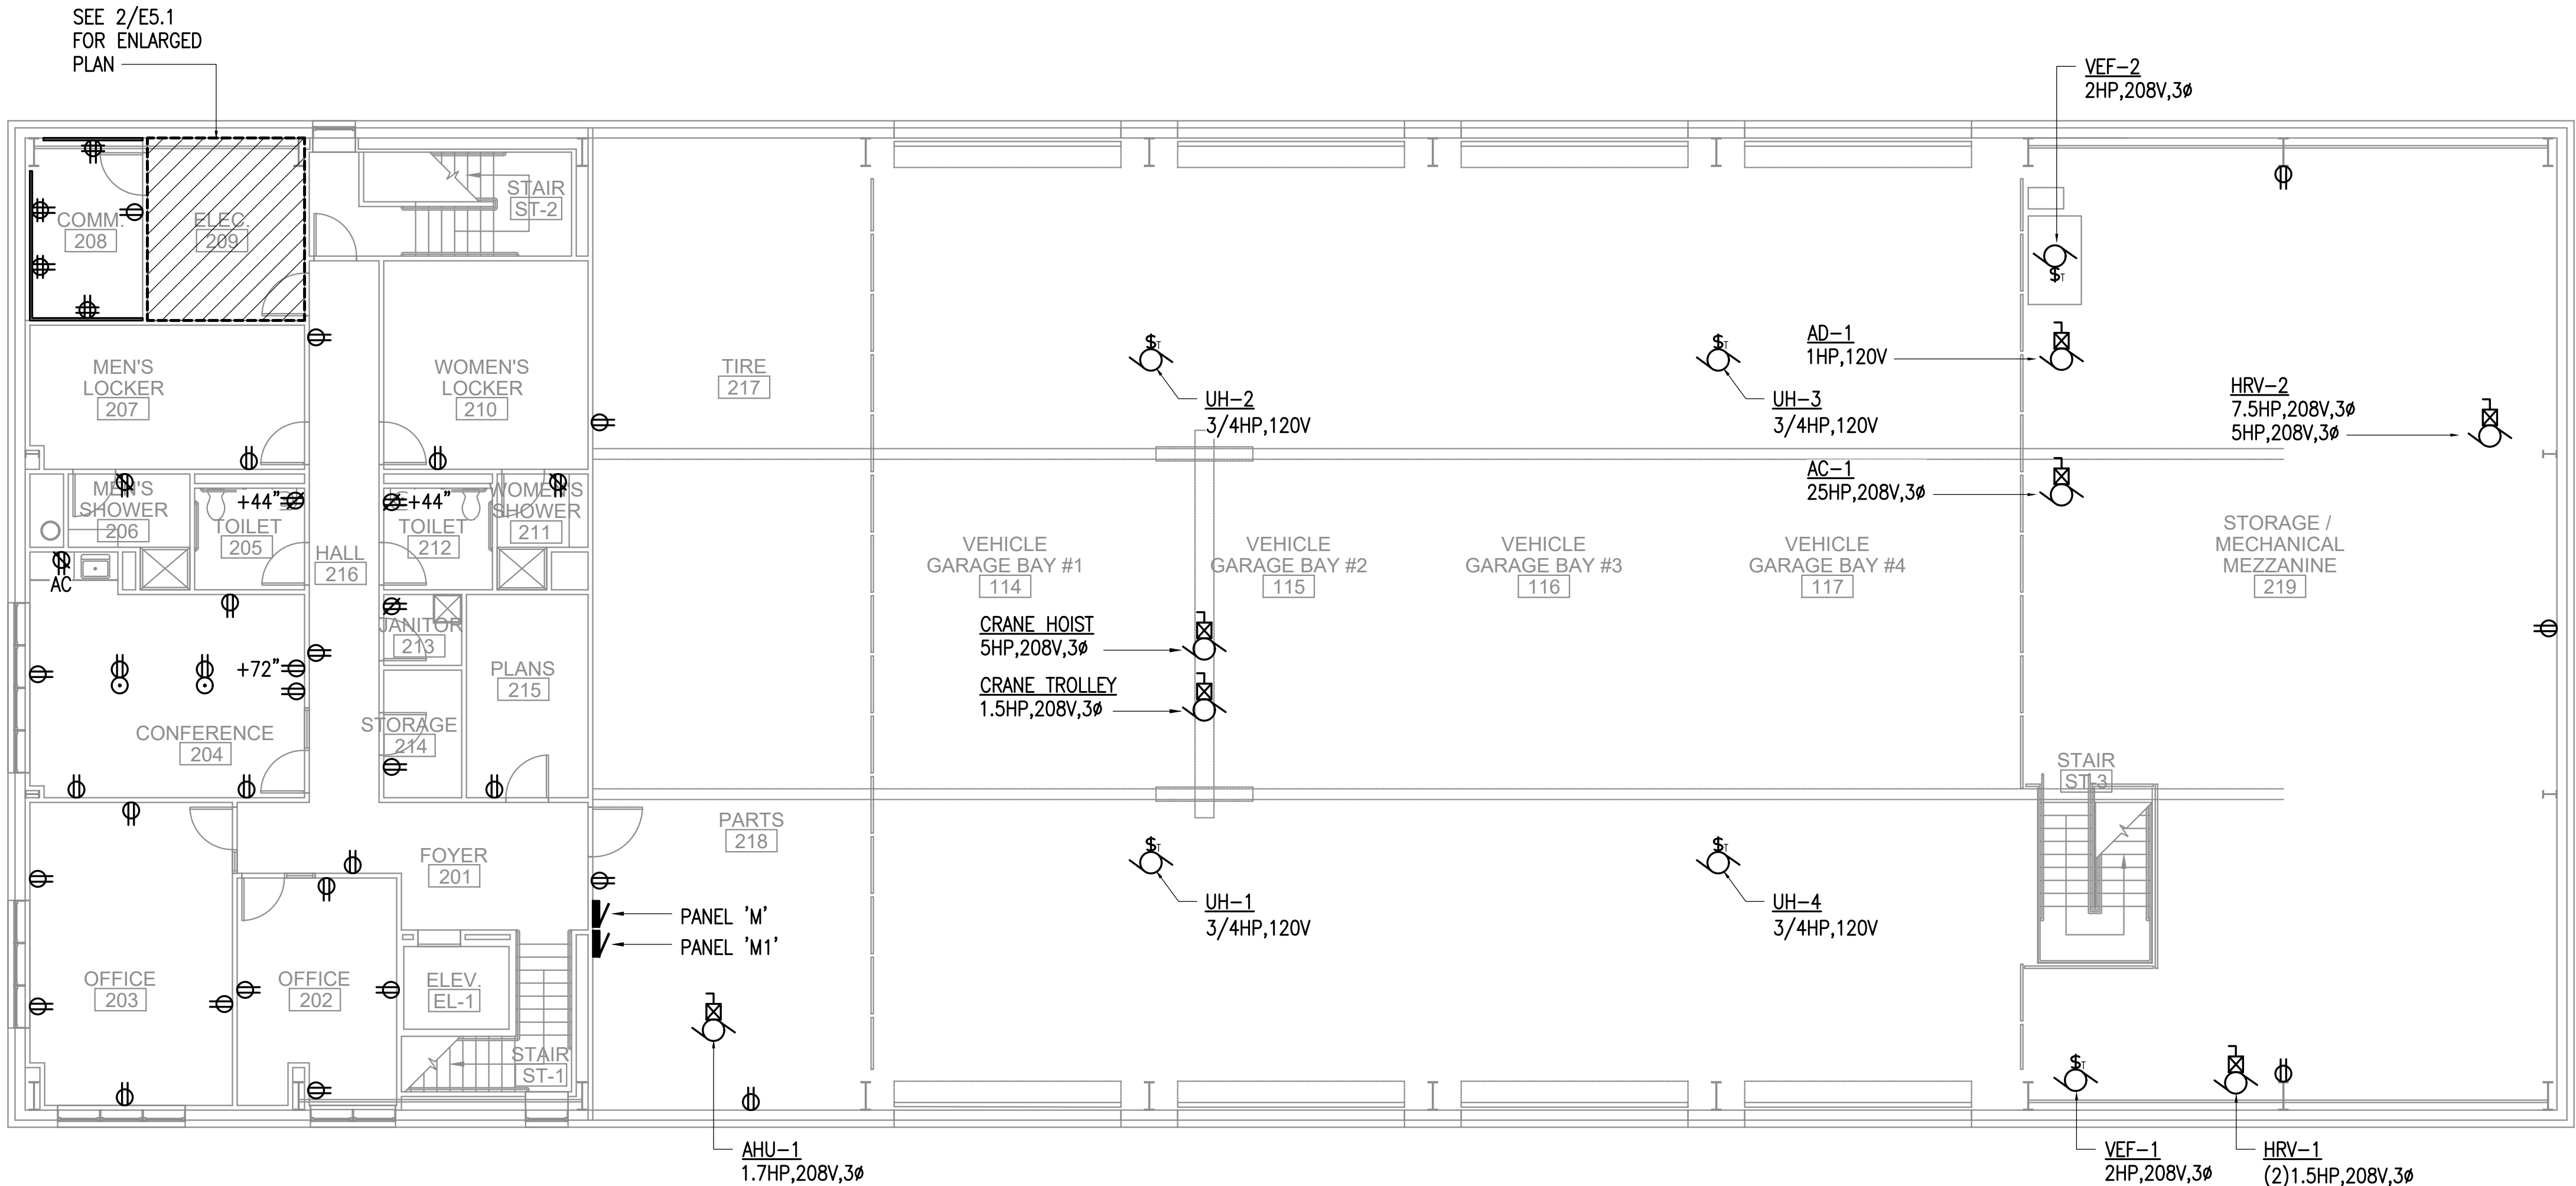 SEE 2/E5.1
FOR ENLARGED
PLAN
VEF-2
2HP,208V,3ø
STAIR
ST-2
COMM.
208
ELEC.
209
MEN'S
LOCKER
207
WOMEN'S
LOCKER
210
TIRE
217
$T
UH-2
3/4HP,120V
$T
UH-3
3/4HP,120V
$T
AD-1
1HP,120V
HRV-2
7.5HP,208V,3ø
5HP,208V,3ø
AC-1
25HP,208V,3ø
MEN'S
SHOWER
206
+44"
TOILET
205
HALL
216
+44"
TOILET
212
WOMEN'S
SHOWER
211
AC
VEHICLE
GARAGE BAY #1
114
VEHICLE
GARAGE BAY #2
115
VEHICLE
GARAGE BAY #3
116
VEHICLE
GARAGE BAY #4
117
STORAGE /
MECHANICAL
MEZZANINE
219
JANITOR
213
PLANS
215
+72"
CONFERENCE
204
STORAGE
214
CRANE HOIST
5HP,208V,3ø
CRANE TROLLEY
1.5HP,208V,3ø
STAIR
ST-3
PARTS
218
FOYER
201
PANEL 'M'
PANEL 'M1'
$T
UH-1
3/4HP,120V
$T
UH-4
3/4HP,120V
OFFICE
203
OFFICE
202
ELEV.
EL-1
STAIR
ST-1
AHU-1
1.7HP,208V,3ø
$T
VEF-1
2HP,208V,3ø
HRV-1
(2)1.5HP,208V,3ø